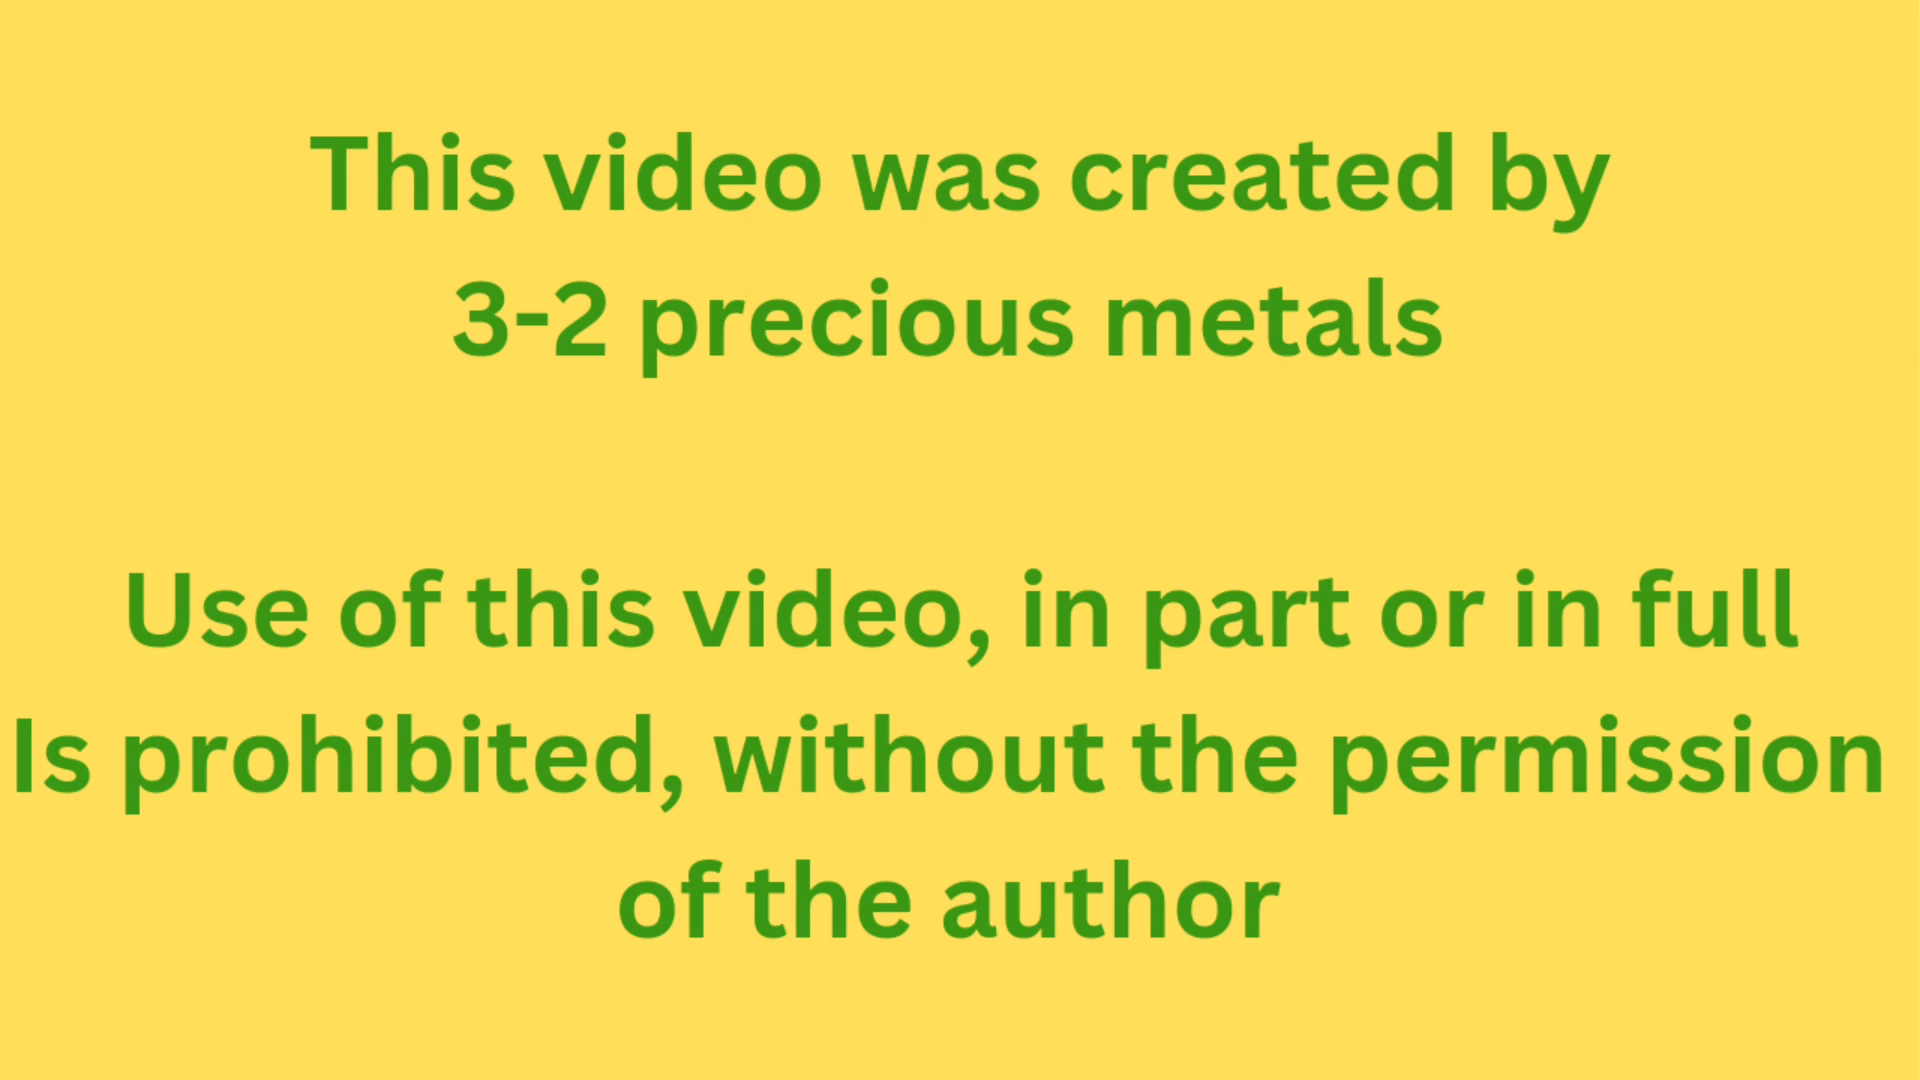 This video was created by
3-2 precious metals
Use of this video, in part or in full
Is prohibited, without the permission
of the author